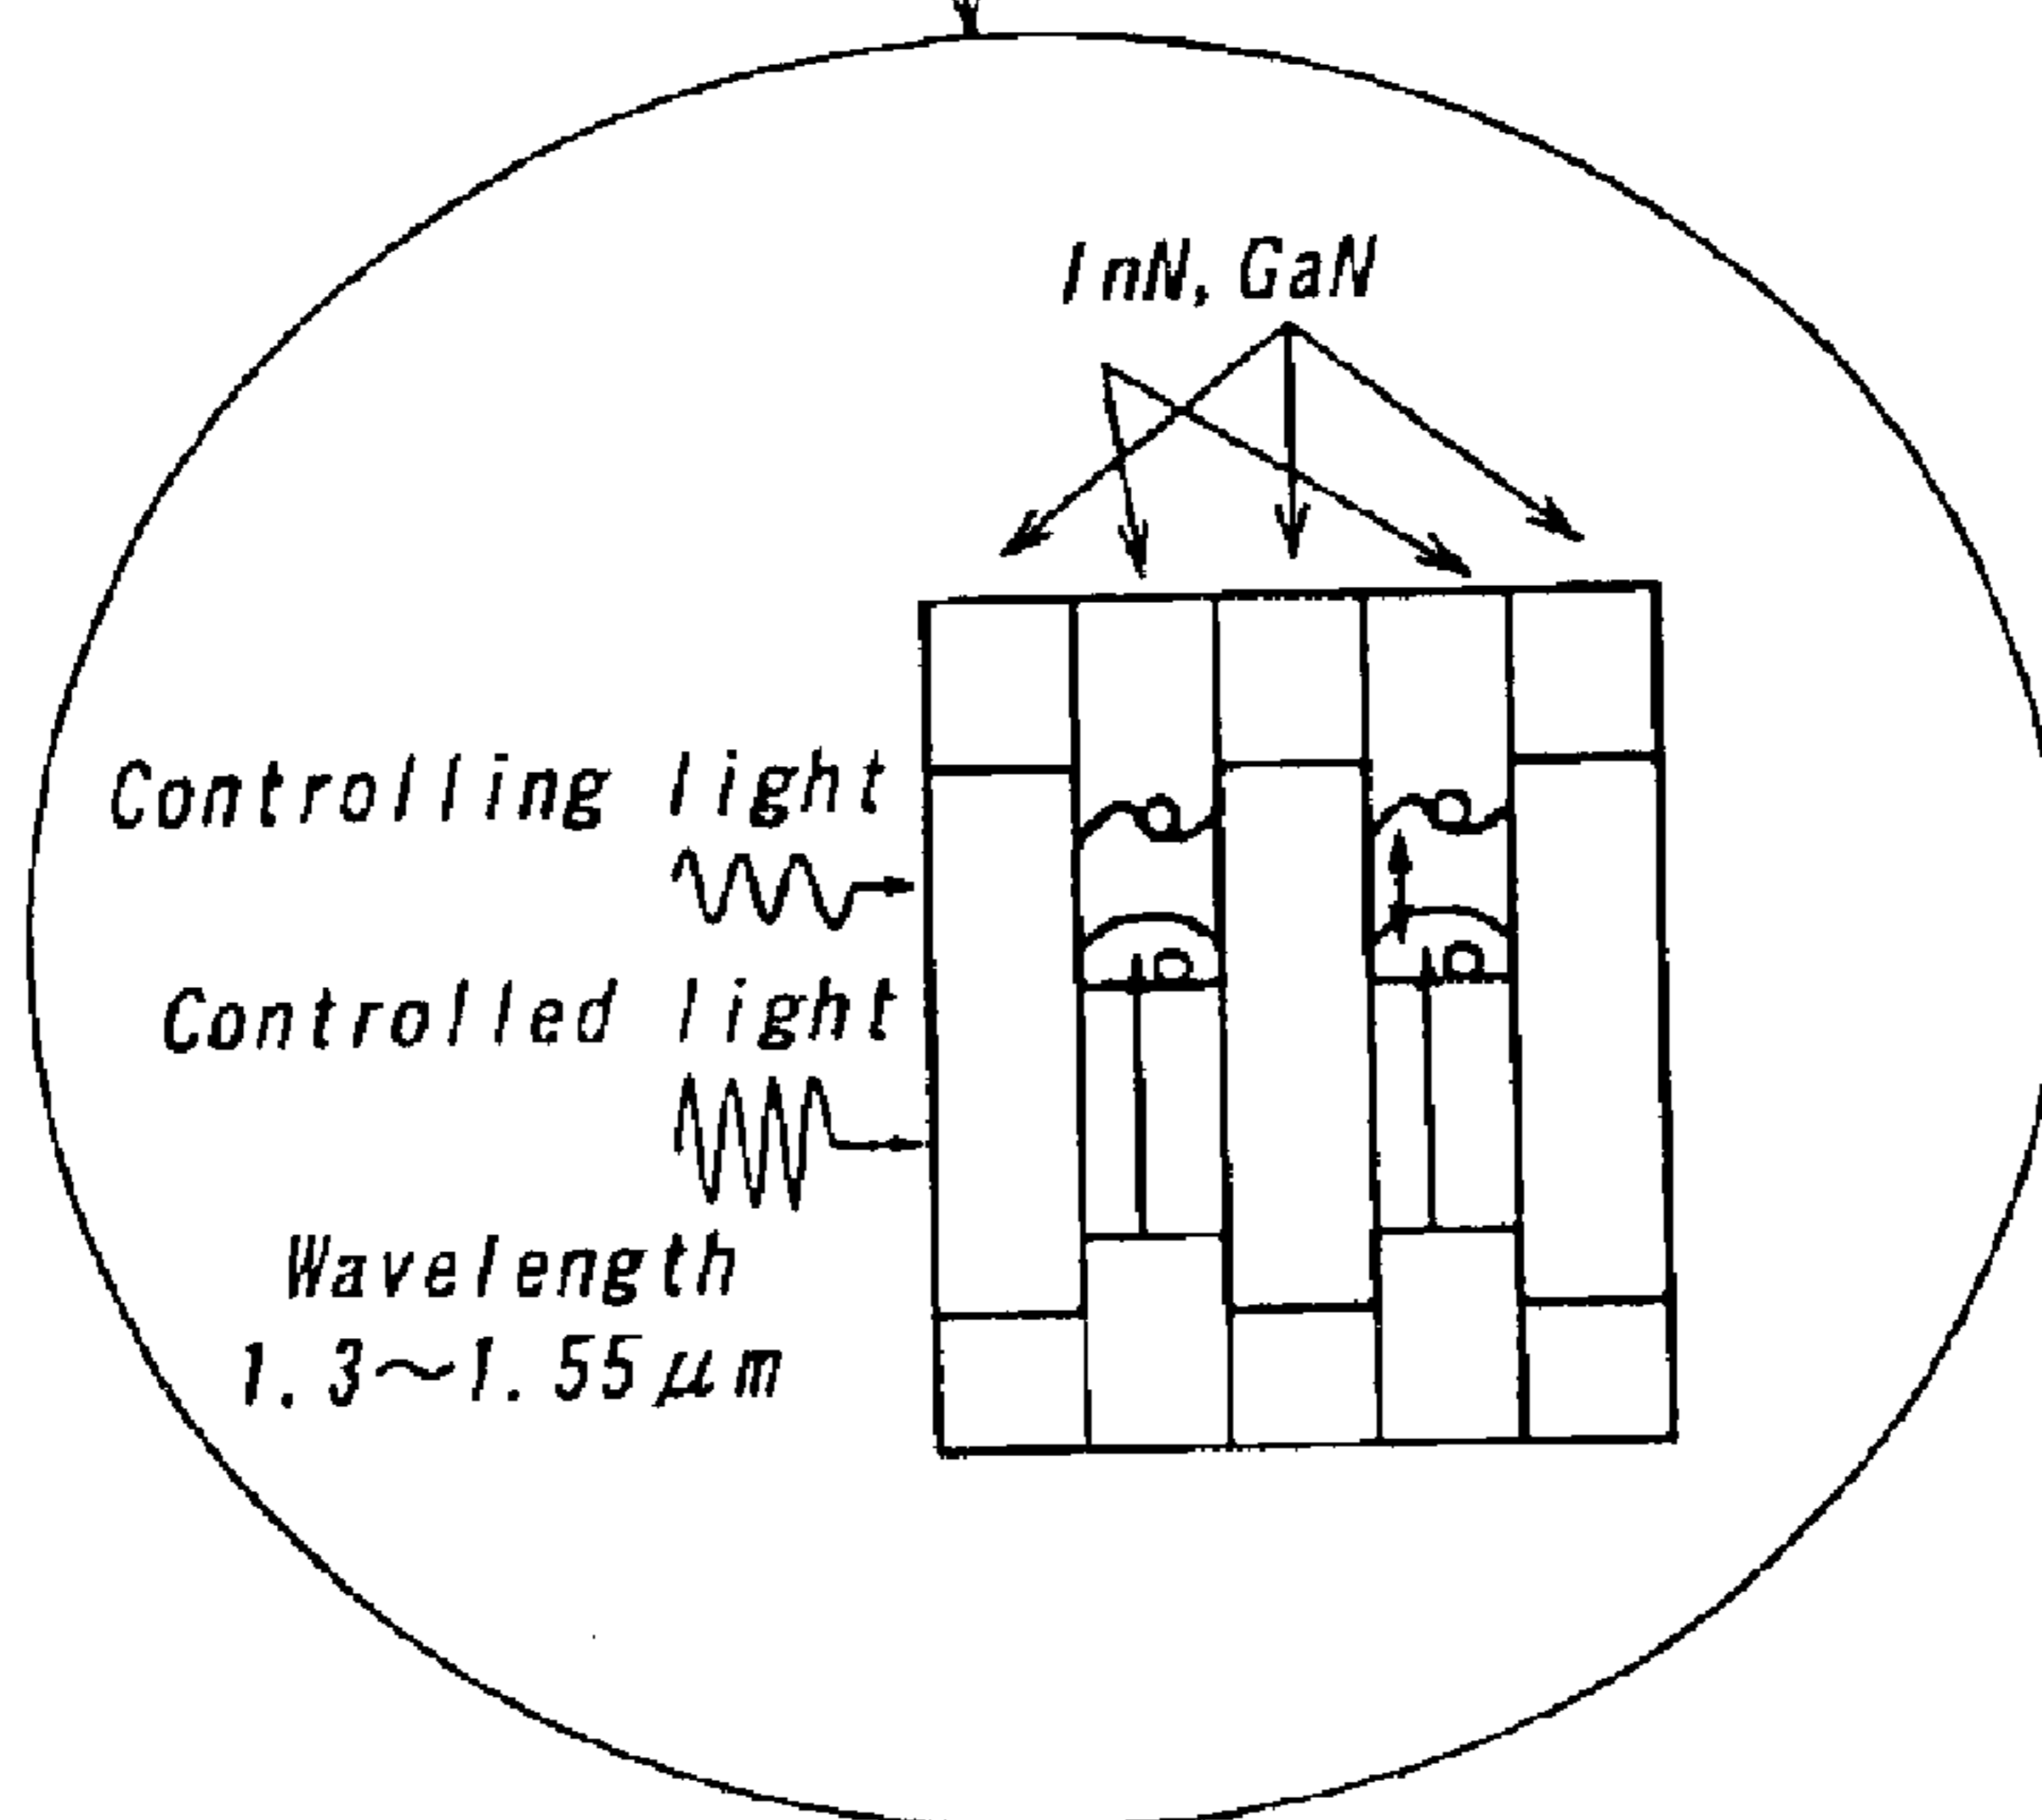 InN, GaN
Controlling light
Controlled light
Wavelength
1.3～1.55μm